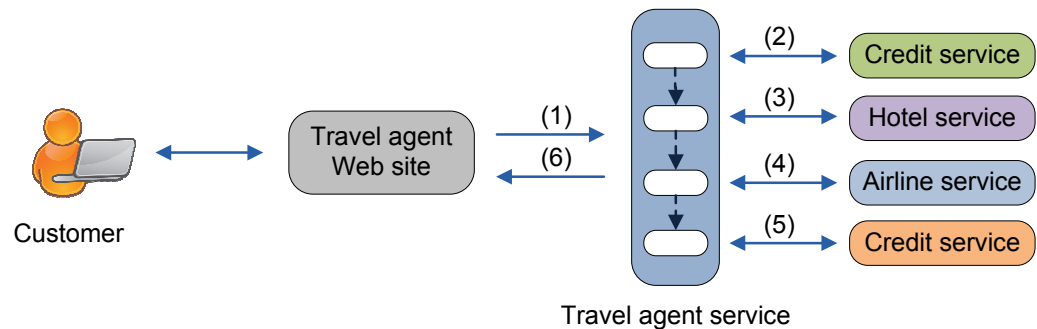 (2)
Credit service
(3)
Hotel service
(1)
Travel agent
Web site
(6)
(4)
Airline service
(5)
Credit service
Customer
Travel agent service